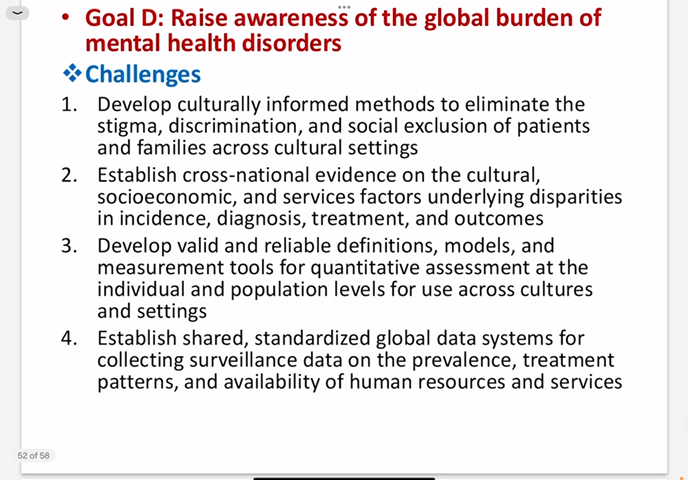 • Goal D: Raise awareness of the global burden of
mental health disorders
❖Challenges
1. Develop culturally informed methods to eliminate the
stigma, discrimination, and social exclusion of patients
and families across cultural settings
2. Establish cross-national evidence on the cultural,
socioeconomic, and services factors underlying disparities
in incidence, diagnosis, treatment, and outcomes
3. Develop valid and reliable definitions, models, and
measurement tools for quantitative assessment at the
individual and population levels for use across cultures
and settings
4. Establish shared, standardized global data systems for
collecting surveillance data on the prevalence, treatment
patterns, and availability of human resources and services
52 of 58